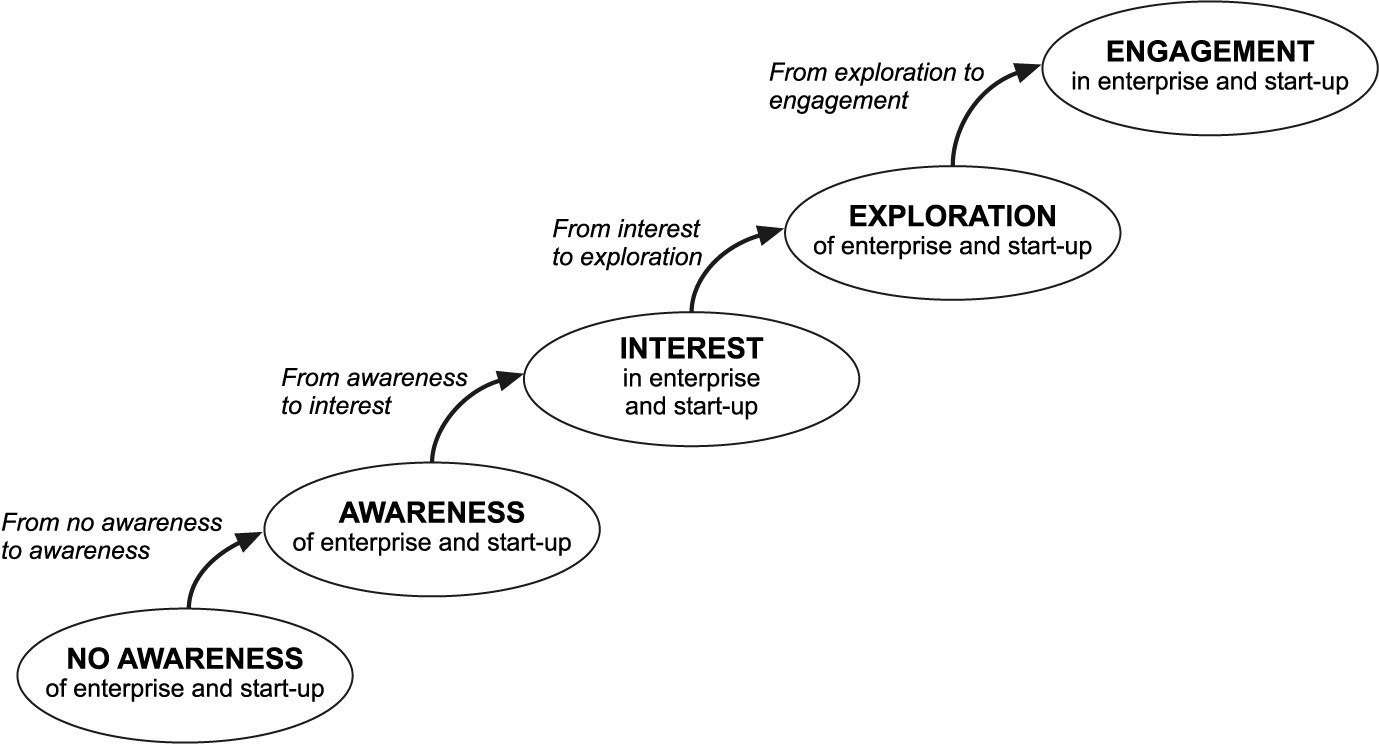 ENGAGEMENT
in enterprise and start-up
From exploration to
engagement
EXPLORATION
of enterprise and start-up
From interest
to exploration
INTEREST
in enterprise
and start-up
From awareness
to interest
AWARENESS
of enterprise and start-up
From no awareness
to awareness
NO AWARENESS
of enterprise and start-up